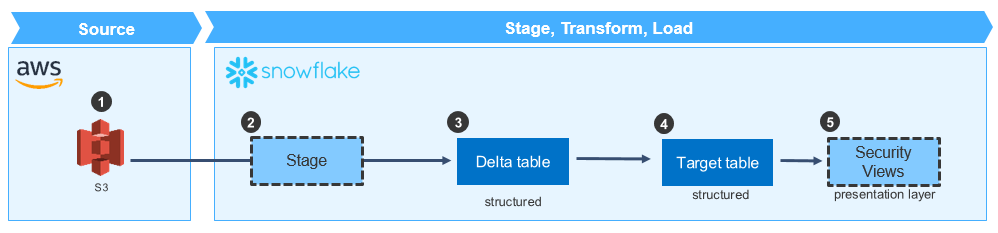 Source
Stage, Transform, Load
aws
snowflake
1
2
3
4
5
S3
Stage
Delta table
structured
Target table
structured
Security
Views
presentation layer